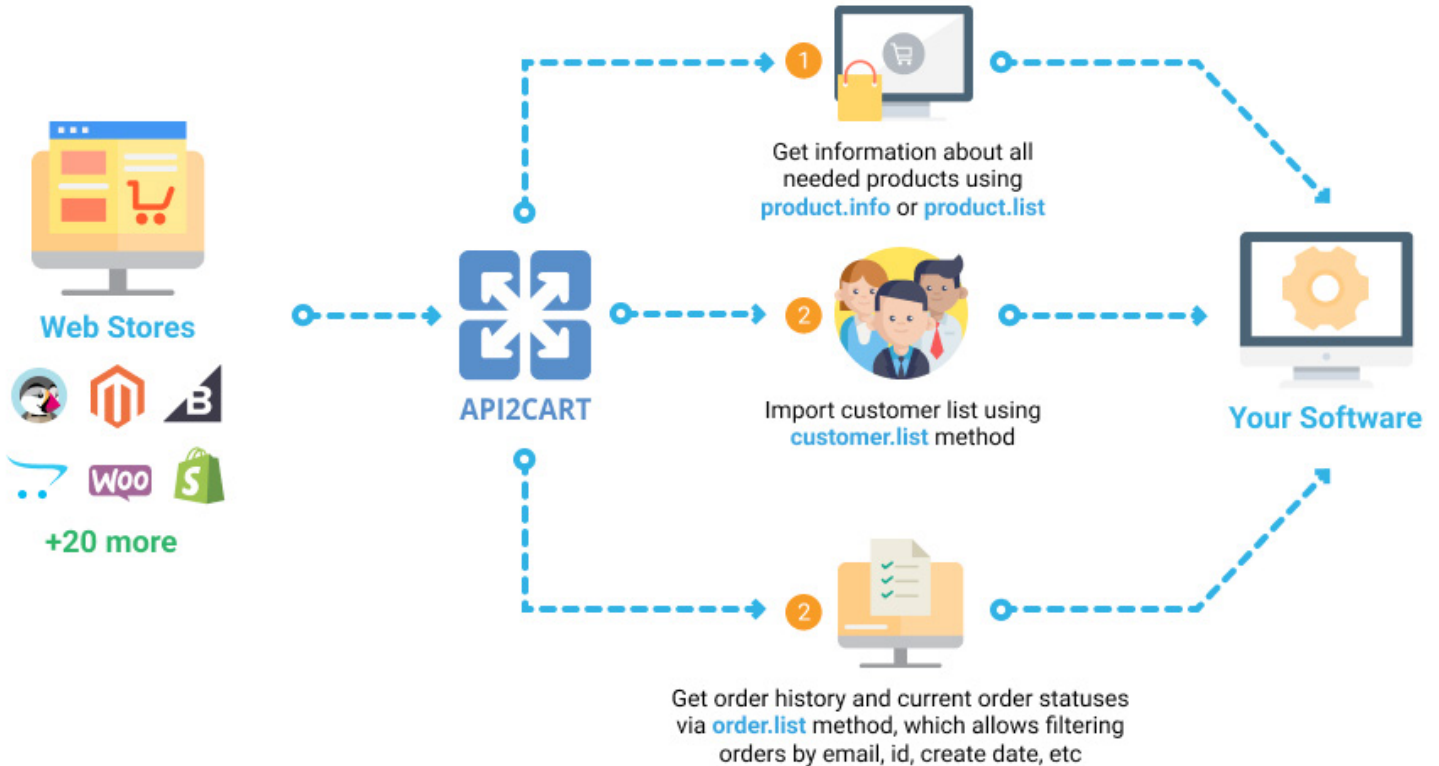 1
Get information about all
needed products using
product.info or product.list
Web Stores
B
WOO
S
+20 more
API2CART
2
Import customer list using
customer.list method
Your Software
2
Get order history and current order statuses
via order.list method, which allows filtering
orders by email, id, create date, etc